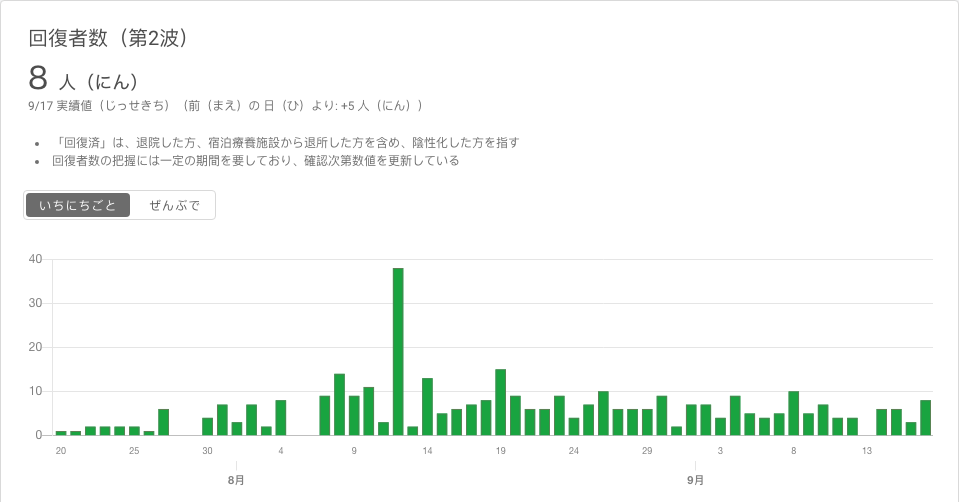 回復者数（第2波）
8 人（にん）
9/17 実績値（じっせきち）（前（まえ）の 日（ひ）より: +5 人（にん））
• 「回復済」は、退院した方、宿泊療養施設から退所した方を含め、陰性化した方を指す
• 回復者数の把握には一定の期間を要しており、確認次第数値を更新している
いちにちごと ぜんぶで
40
30
20
10
0
20 25 30 4 9 14 19 24 29 3 8 13
8月 9月